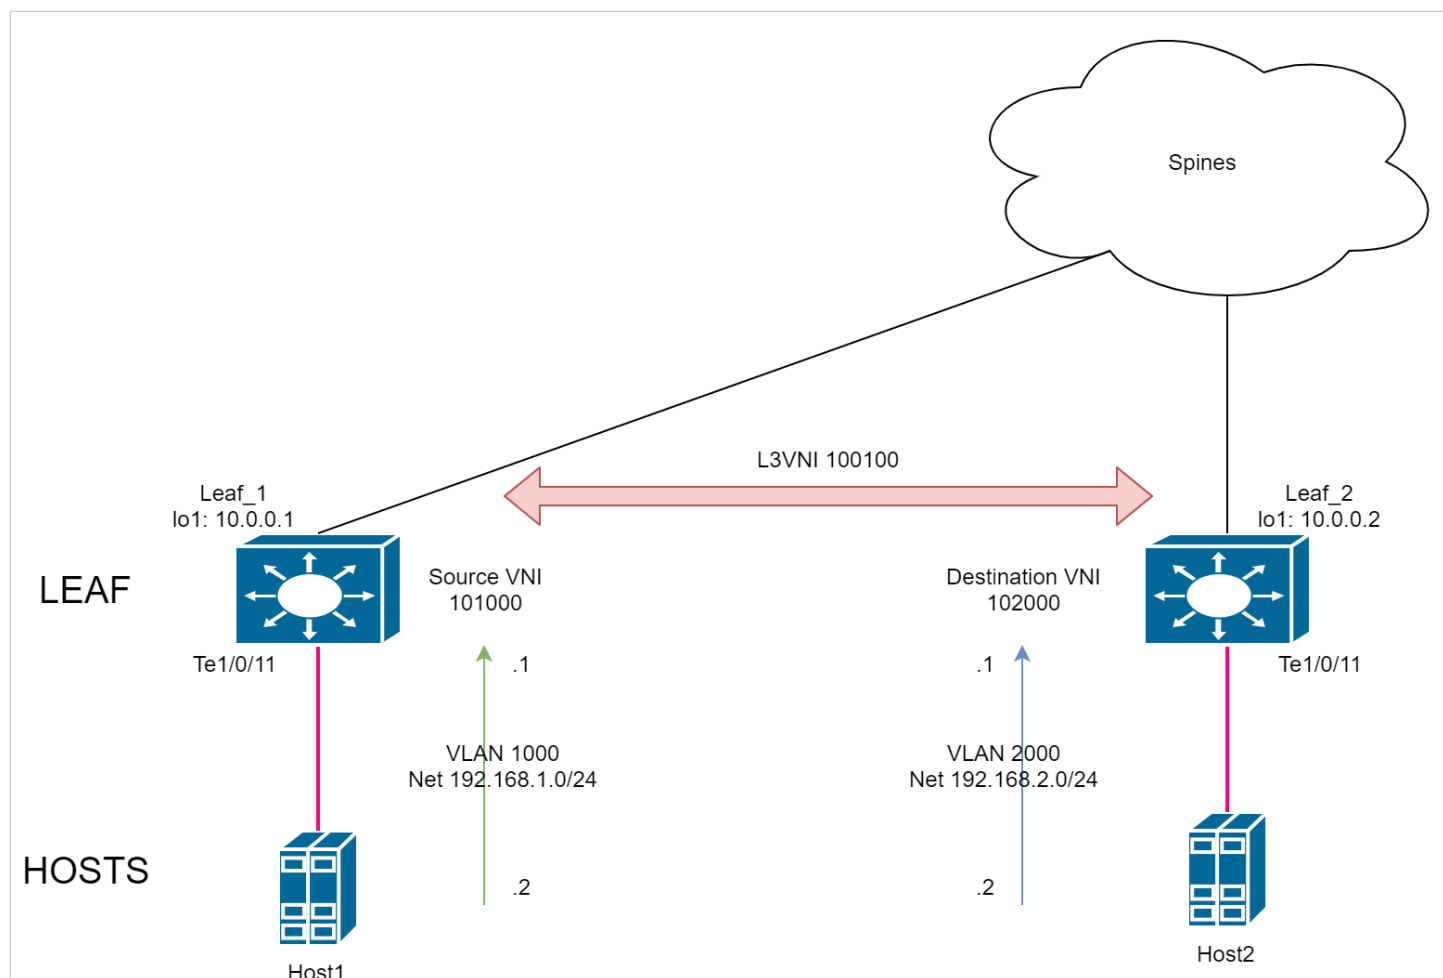 Spines
L3VNI 100100
Leaf_1
lo1: 10.0.0.1
Leaf_2
lo1: 10.0.0.2
LEAF
Source VNI
101000
Destination VNI
102000
Te1/0/11
.1
.1
Te1/0/11
VLAN 1000
Net 192.168.1.0/24
VLAN 2000
Net 192.168.2.0/24
HOSTS
.2
.2
Host1
Host2